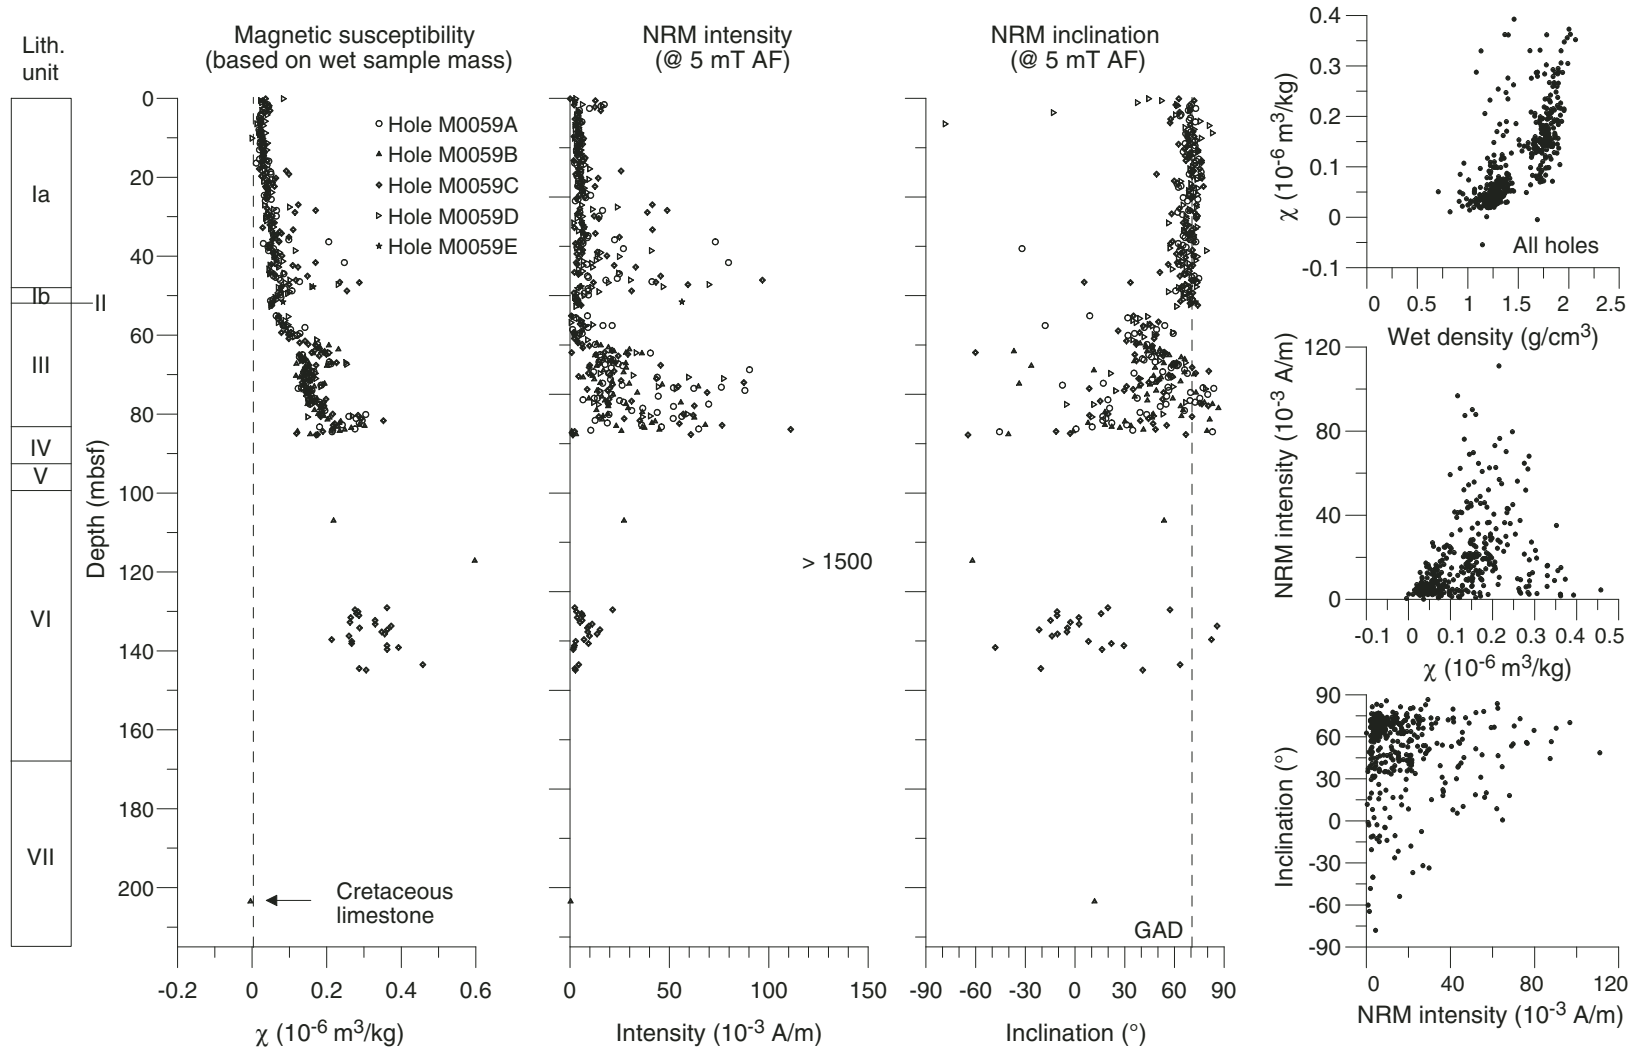 Lith.
unit
Ia
Ib
II
III
IV
V
VI
VII
Depth (mbsf)
0
20
40
60
80
100
120
140
160
180
200
Magnetic susceptibility
(based on wet sample mass)
Hole M0059A
Hole M0059B
Hole M0059C
Hole M0059D
Hole M0059E
Cretaceous
limestone
-0.2 0 0.2 0.4 0.6
χ (10-6 m3/kg)
NRM intensity
(@ 5 mT AF)
> 1500
0 50 100 150
Intensity (10-3 A/m)
NRM inclination
(@ 5 mT AF)
GAD
-90 -60 -30 0 30 60 90
Inclination (°)
χ (10-6 m3/kg)
0.4
0.3
0.2
0.1
0
-0.1
All holes
0 1 1.5 2 2.5
Wet density (g/cm3)
NRM intensity (10-3 A/m)
120
80
40
0
-0.1 0 0.1 0.2 0.3 0.4 0.5
χ (10-6 m3/kg)
Inclination (°)
90
60
30
0
-30
-60
-90
0 40 80 120
NRM intensity (10-3 A/m)